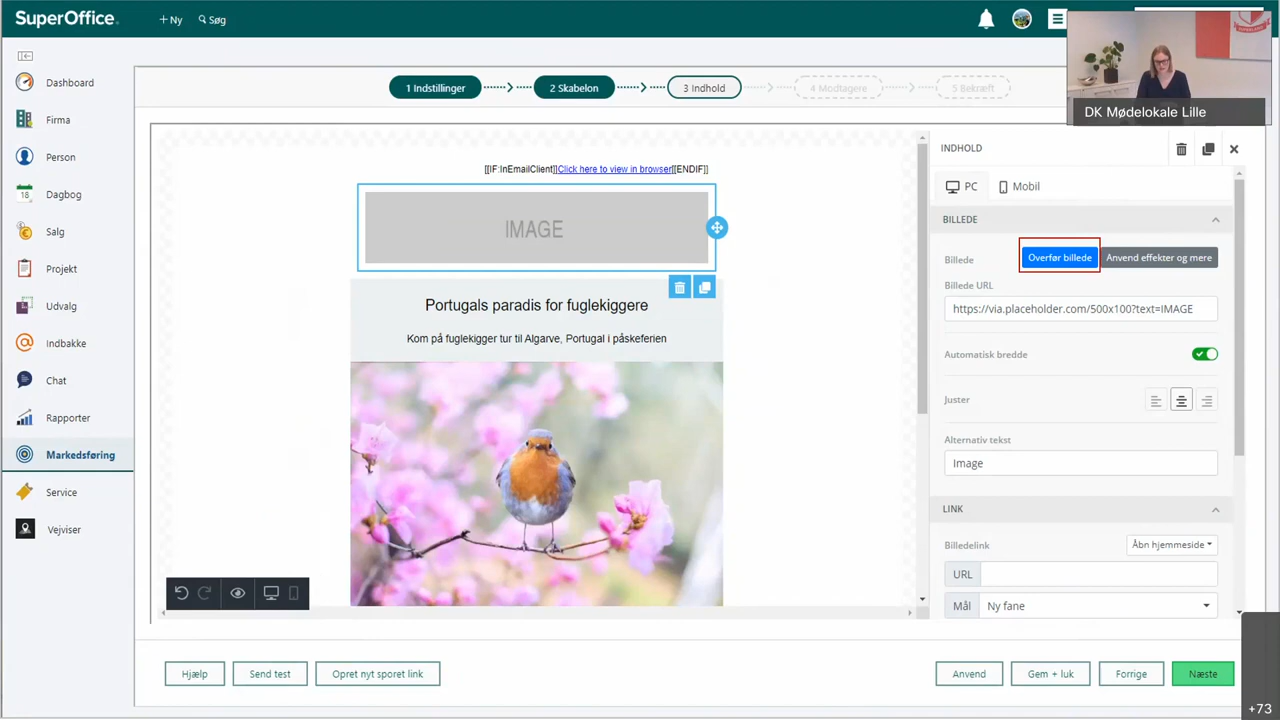 SuperOffice
+ Ny
Søg
DK Mødelokale Lille
Dashboard
Firma
Person
18
Dagbog
Salg
Projekt
Udvalg
Indbakke
Chat
Rapporter
Markedsføring
Service
Vejviser
1 Indstillinger
2 Skabelon
3 Indhold
4 Modtagere
5 Bekræft
[[IF:InEmailClient]]Click here to view in browser[[ENDIF]]
IMAGE
Portugals paradis for fuglekiggere
Kom på fuglekigger tur til Algarve, Portugal i påskeferien
INDHOLD
PC
Mobil
BILLEDE
Billede
Overfør billede
Anvend effekter og mere
Billede URL
https://via.placeholder.com/500x100?text=IMAGE
Automatisk bredde
Juster
Alternativ tekst
Image
LINK
Billedelink
Åbn hjemmeside
URL
Mål
Ny fane
Hjælp
Send test
Opret nyt sporet link
Anvend
Gem + luk
Forrige
Næste
+73